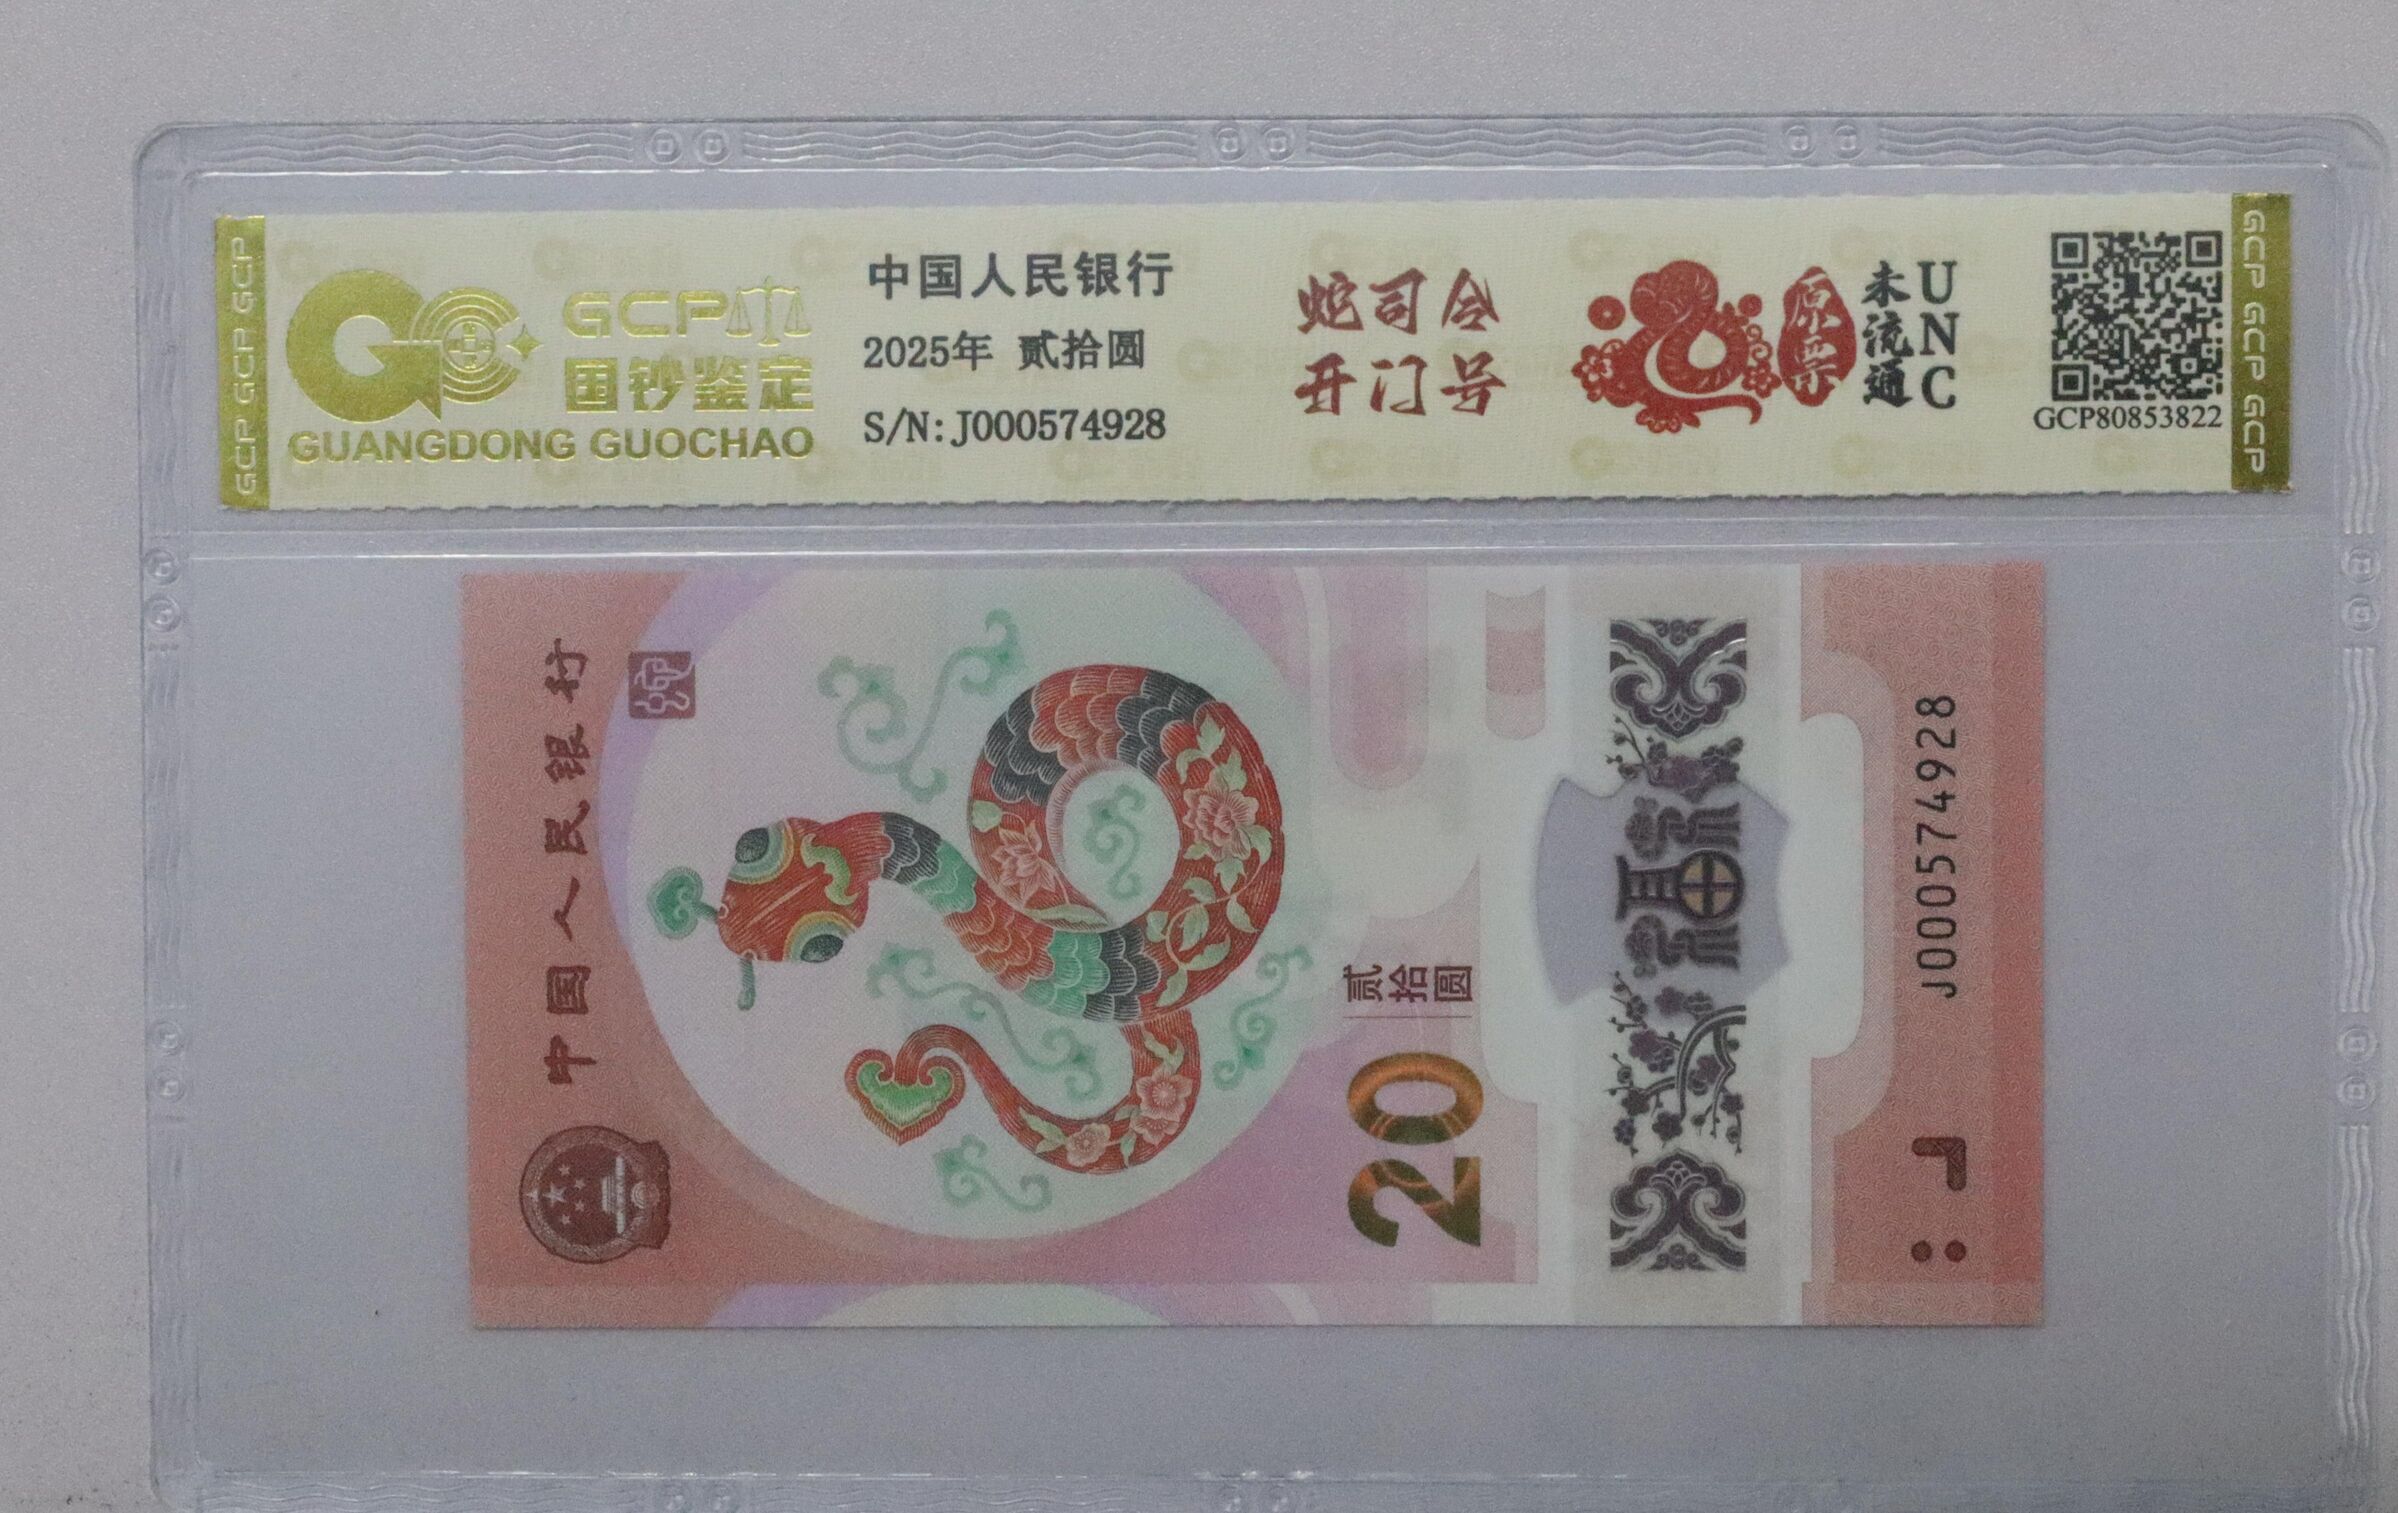 GCP GCP GCP
GCP
国钞鉴定
GUANGDONG GUOCHAO
中国人民银行
2025年 贰拾圆
S/N:J000574928
蛇司令
开门号
原票
未流通
UNC
GCP80853822
GCP GCP GCP
中国人民银行
蛇
20
贰拾圆
福
J000574928